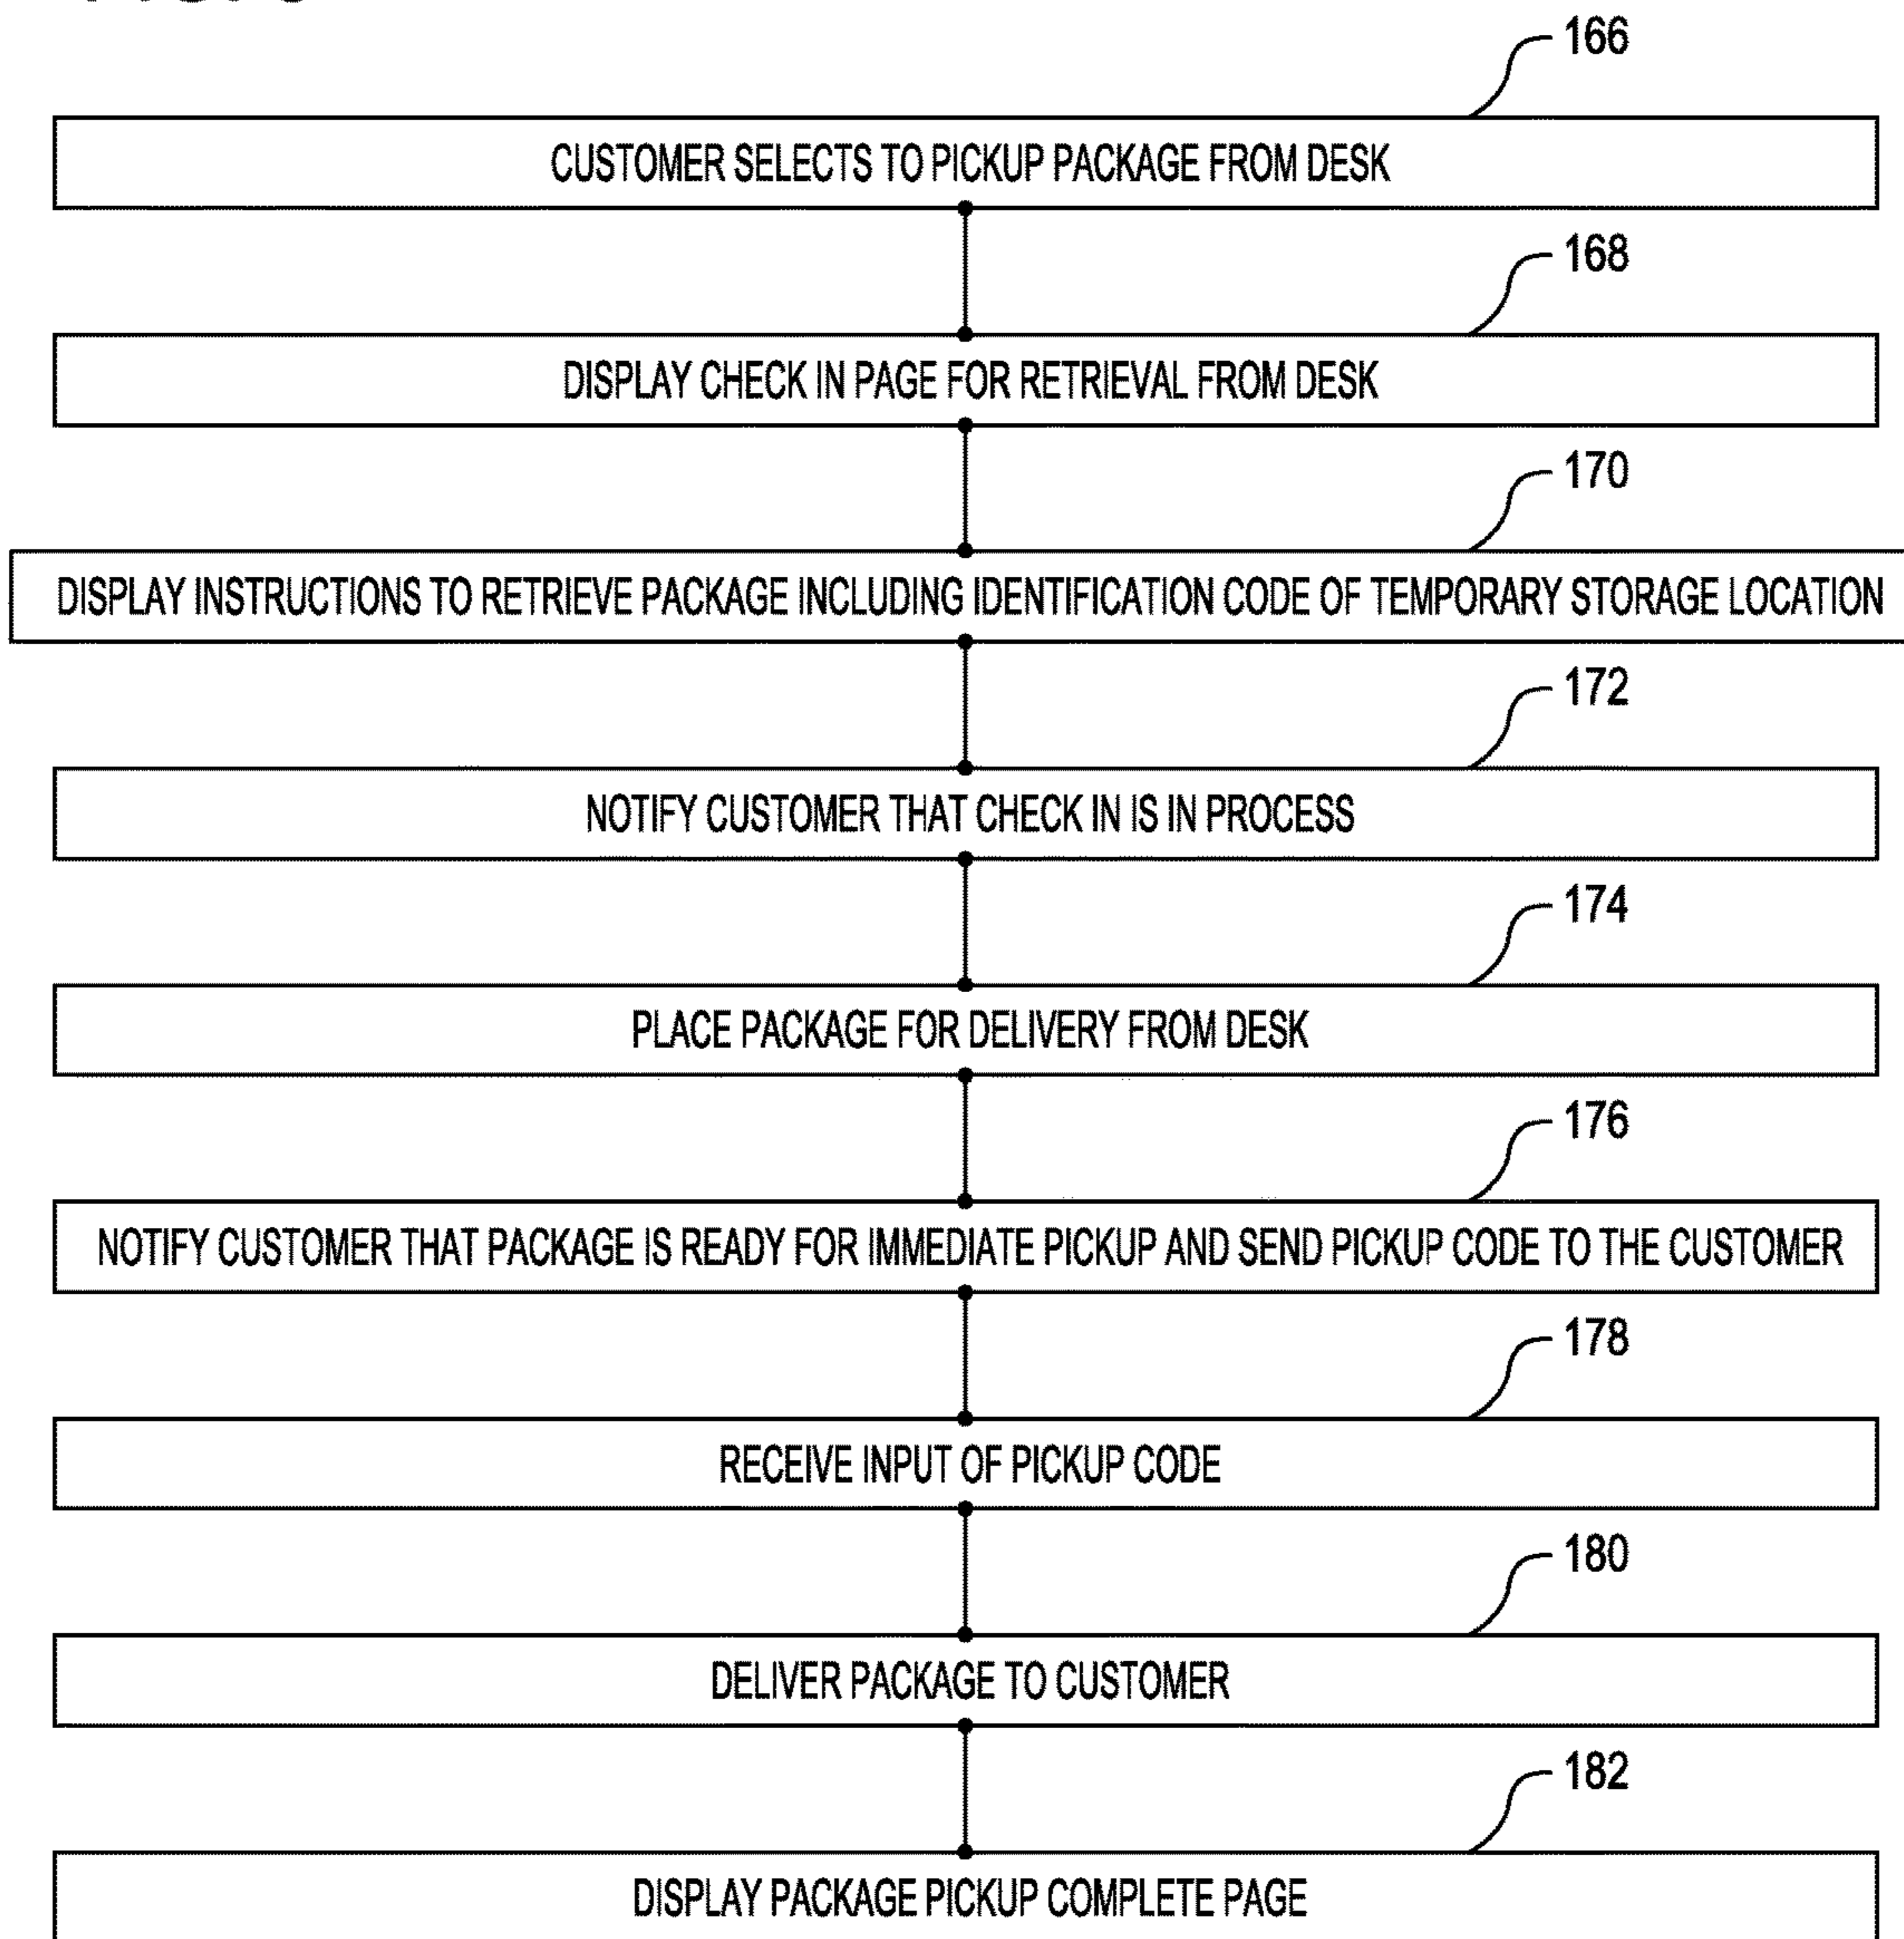 166
CUSTOMER SELECTS TO PICKUP PACKAGE FROM DESK
168
DISPLAY CHECK IN PAGE FOR RETRIEVAL FROM DESK
170
DISPLAY INSTRUCTIONS TO RETRIEVE PACKAGE INCLUDING IDENTIFICATION CODE OF TEMPORARY STORAGE LOCATION
172
NOTIFY CUSTOMER THAT CHECK IN IS IN PROCESS
174
PLACE PACKAGE FOR DELIVERY FROM DESK
176
NOTIFY CUSTOMER THAT PACKAGE IS READY FOR IMMEDIATE PICKUP AND SEND PICKUP CODE TO THE CUSTOMER
178
RECEIVE INPUT OF PICKUP CODE
180
DELIVER PACKAGE TO CUSTOMER
182
DISPLAY PACKAGE PICKUP COMPLETE PAGE